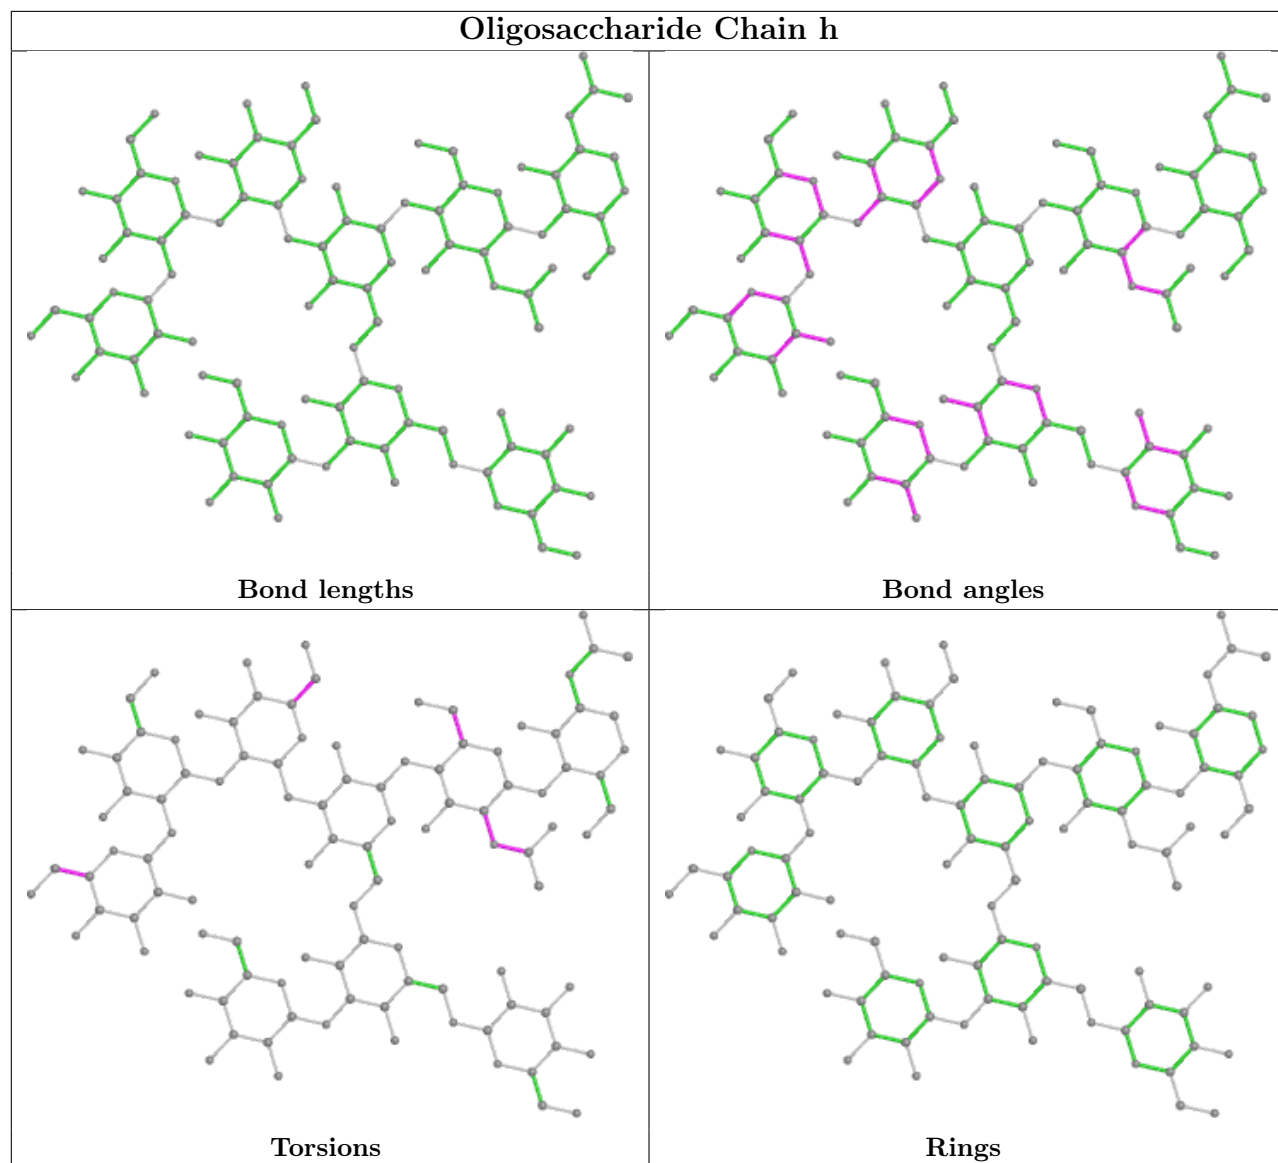 Oligosaccharide Chain h
Bond lengths
Bond angles
Torsions
Rings